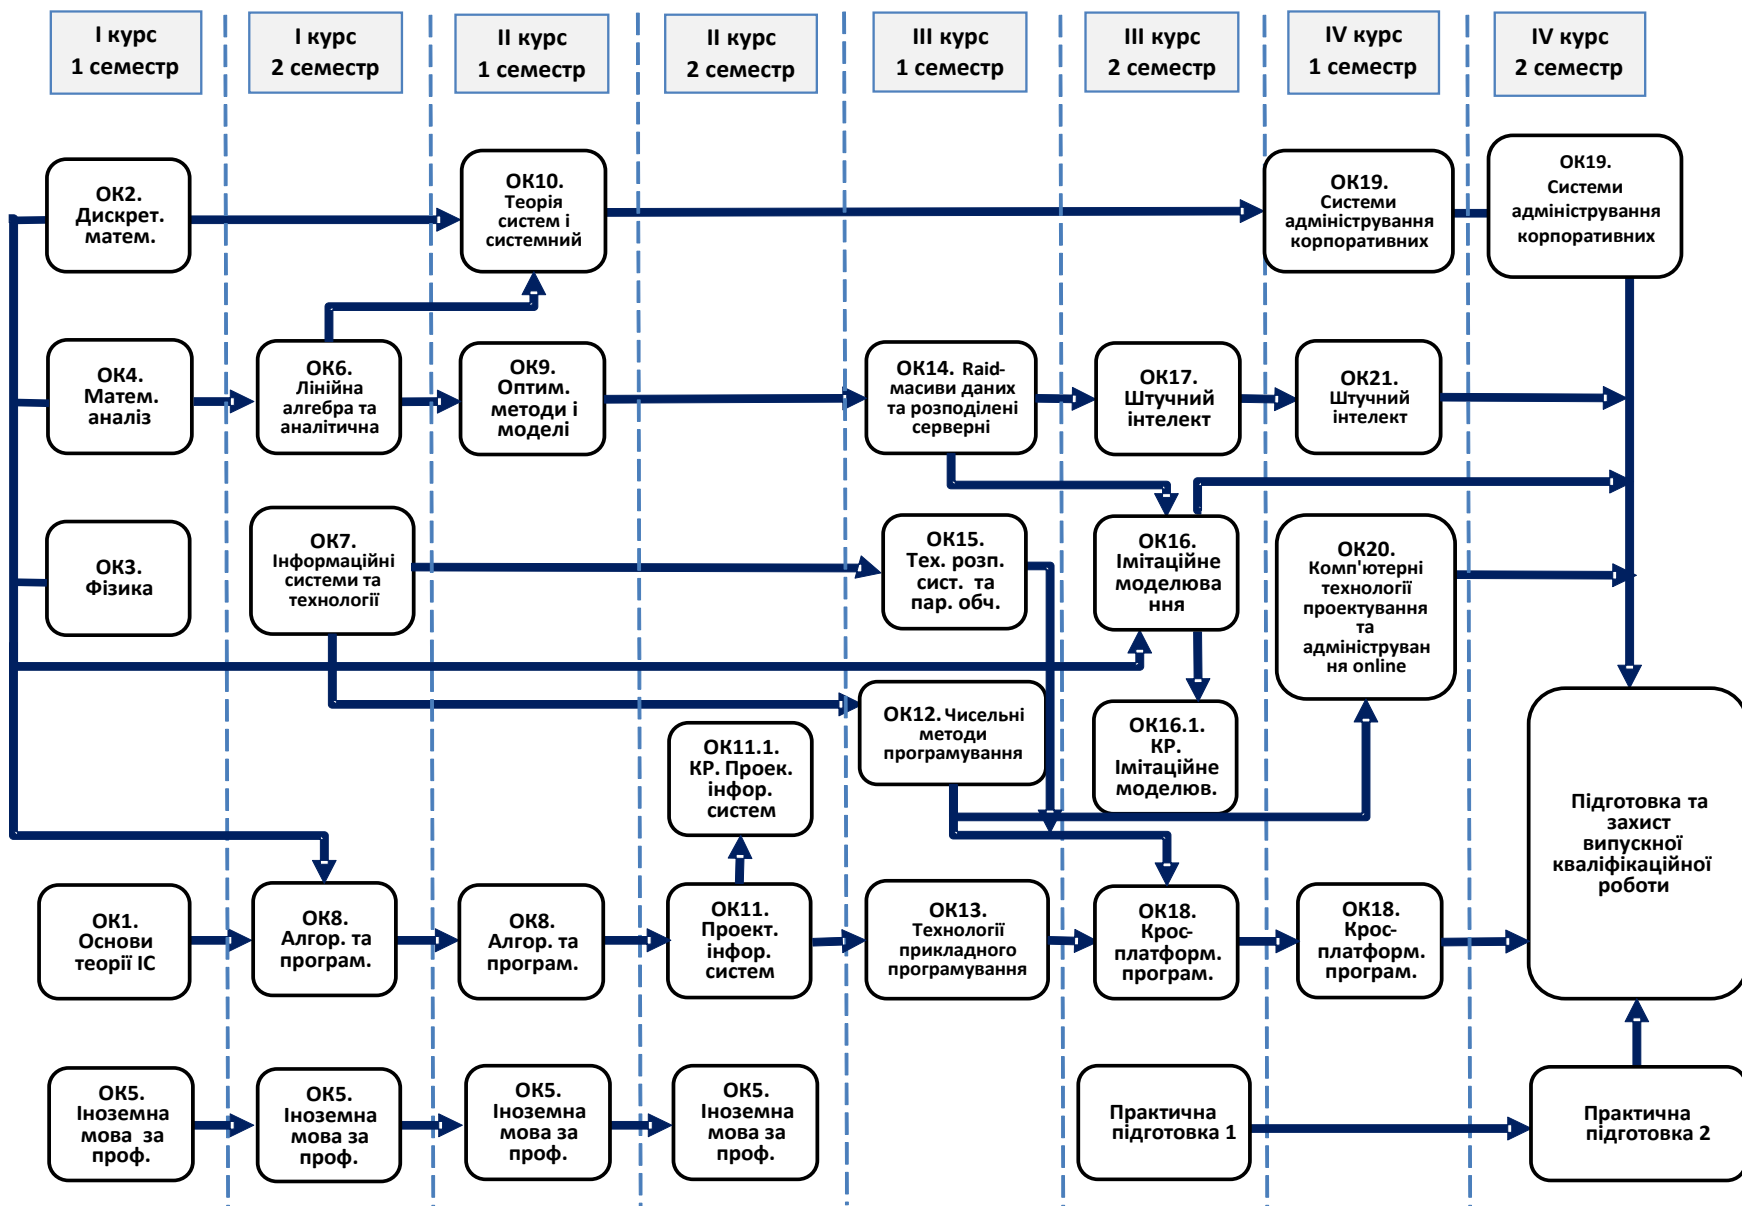 І курс
1 семестр
І курс
2 семестр
ІІ курс
1 семестр
ІІ курс
2 семестр
ІІІ курс
1 семестр
ІІІ курс
2 семестр
ІV курс
1 семестр
ІV курс
2 семестр
ОК2.
Дискрет.
матем.
ОК10.
Теорія
систем і
системний
ОК19.
Системи
адміністрування
корпоративних
ОК19.
Системи
адміністрування
корпоративних
ОК4.
Матем.
аналіз
ОК6.
Лінійна
алгебра та
аналітична
ОК9.
Оптим.
методи і
моделі
ОК14. Raid-
масиви даних
та розподілені
серверні
ОК17.
Штучний
інтелект
ОК21.
Штучний
інтелект
ОК3.
Фізика
ОК7.
Інформаційні
системи та
технології
ОК15.
Тех. розп.
сист. та
пар. обч.
ОК16.
Імітаційне
моделюва
ння
ОК20.
Комп'ютерні
технології
проектування
та
адмініструван
ня online
ОК11.1.
КР. Проек.
інфор.
систем
ОК12. Чисельні
методи
програмування
ОК16.1.
КР.
Імітаційне
моделюв.
Підготовка та
захист
випускної
кваліфікаційної
роботи
ОК1.
Основи
теорії ІС
ОК8.
Алгор. та
програм.
ОК8.
Алгор. та
програм.
ОК11.
Проект.
інфор.
систем
ОК13.
Технології
прикладного
програмування
ОК18.
Крос-
платформ.
програм.
ОК18.
Крос-
платформ.
програм.
ОК5.
Іноземна
мова за
проф.
ОК5.
Іноземна
мова за
проф.
ОК5.
Іноземна
мова за
проф.
ОК5.
Іноземна
мова за
проф.
Практична
підготовка 1
Практична
підготовка 2